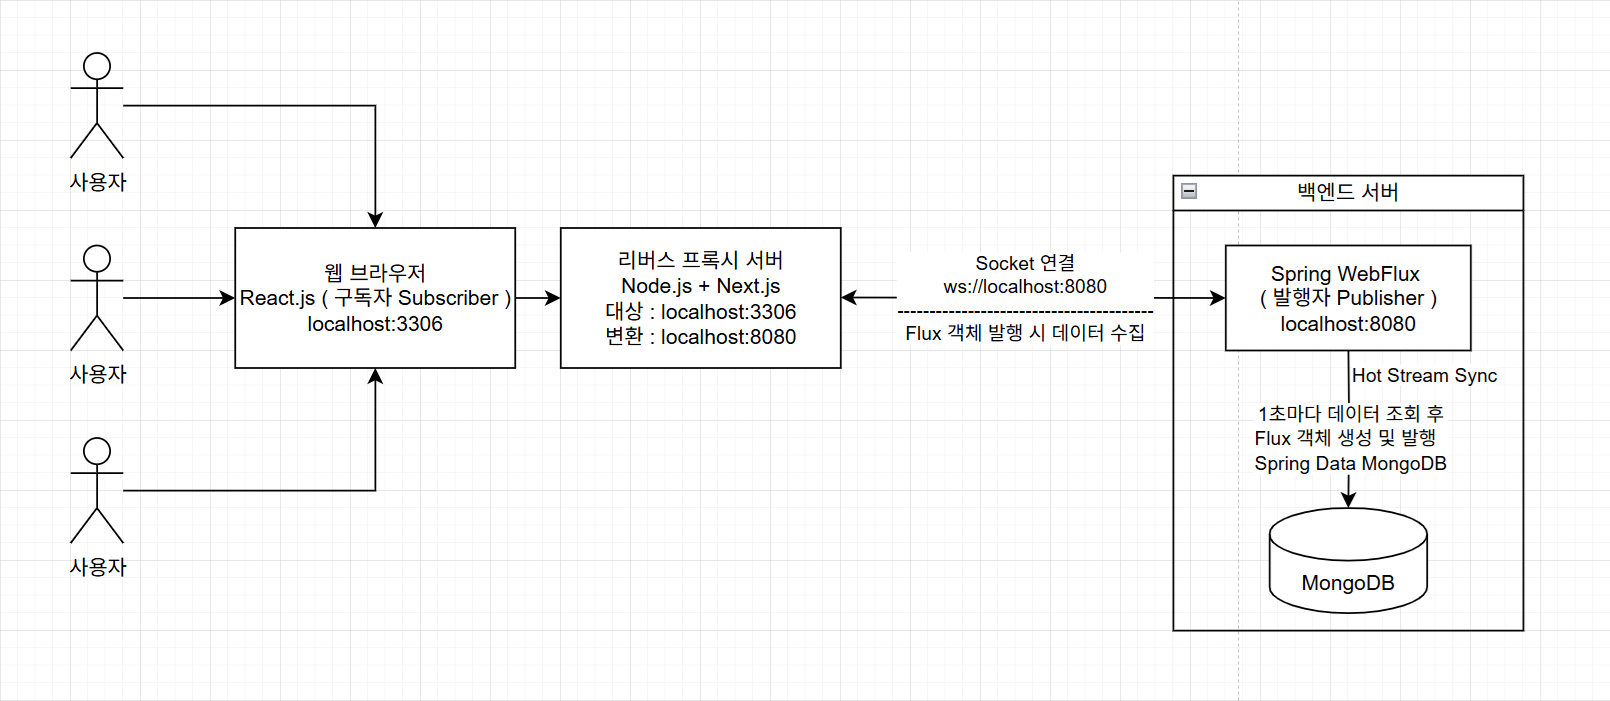 사용자
사용자
사용자
웹 브라우저
React.js ( 구독자 Subscriber )
localhost:3306
리버스 프록시 서버
Node.js + Next.js
대상 : localhost:3306
변환 : localhost:8080
Socket 연결
ws://localhost:8080
----------------------------------------
Flux 객체 발행 시 데이터 수집
백엔드 서버
Spring WebFlux
( 발행자 Publisher )
localhost:8080
Hot Stream Sync
1초마다 데이터 조회 후
Flux 객체 생성 및 발행
Spring Data MongoDB
MongoDB